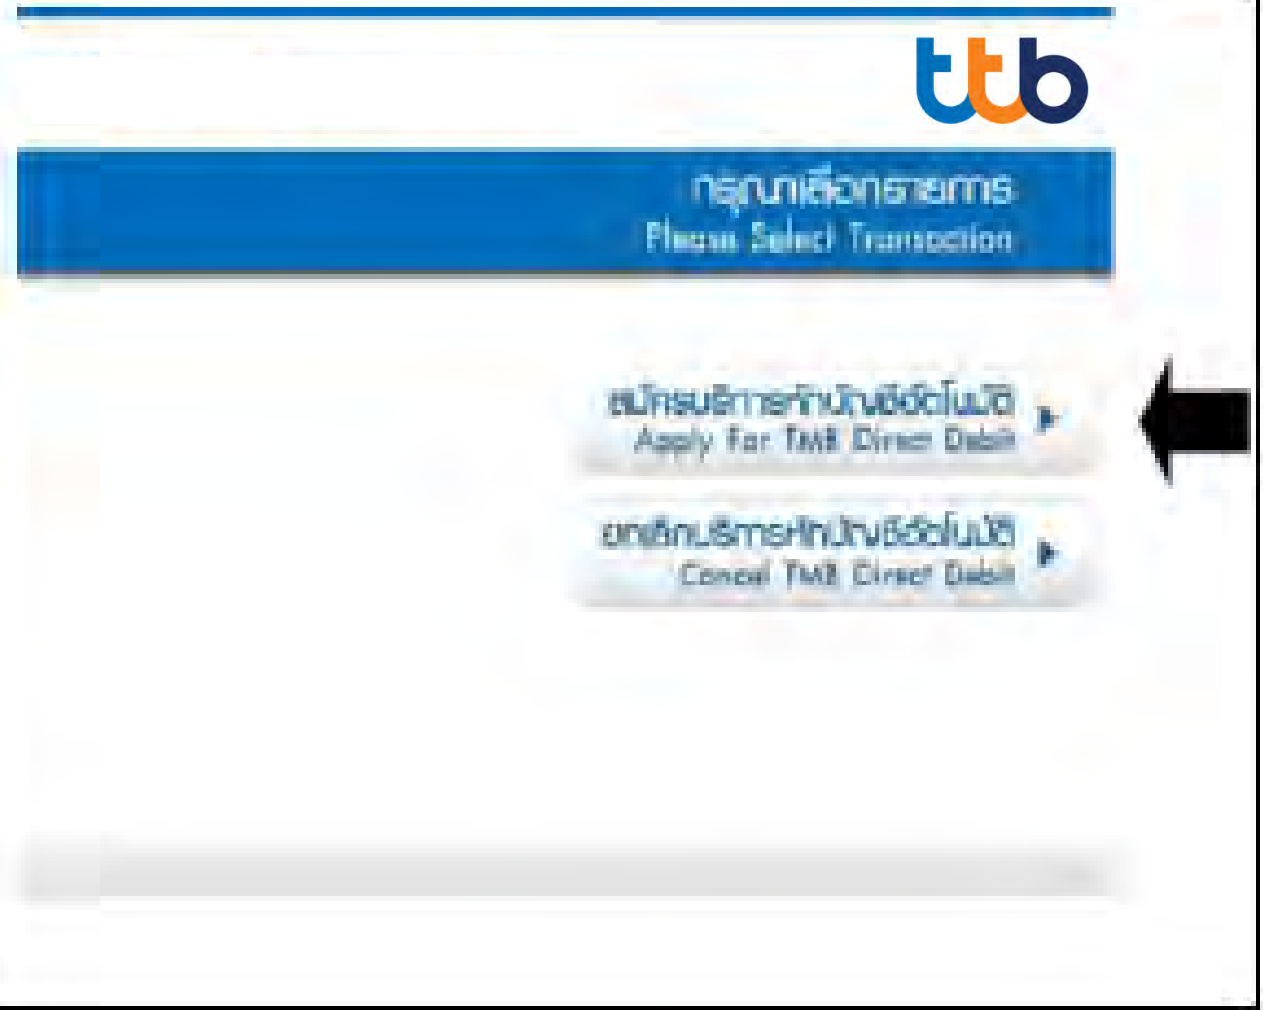 ttb
กรุณาเลือกรายการ
Please Select Transaction
สมัครบริการหักบัญชีอัตโนมัติ
Apply For TMB Direct Debit
ยกเลิกบริการหักบัญชีอัตโนมัติ
Cancel TMB Direct Debit